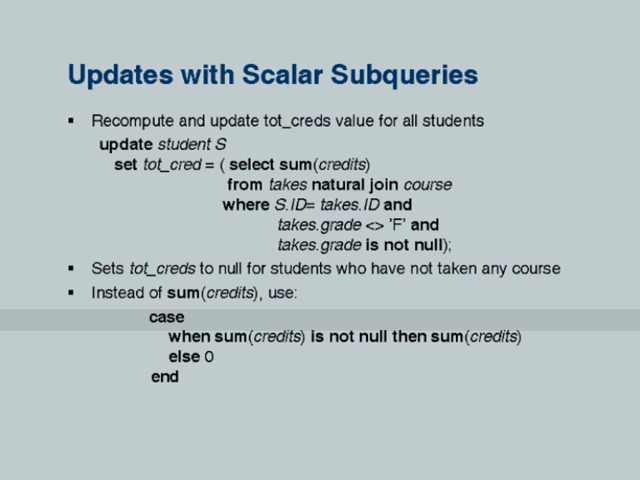 Updates with Scalar Subqueries
▪ Recompute and update tot_creds value for all students
update student S
set tot_cred = ( select sum(credits)
from takes natural join course
where S.ID= takes.ID and
takes.grade <> 'F' and
takes.grade is not null);
▪ Sets tot_creds to null for students who have not taken any course
▪ Instead of sum(credits), use:
case
when sum(credits) is not null then sum(credits)
else 0
end